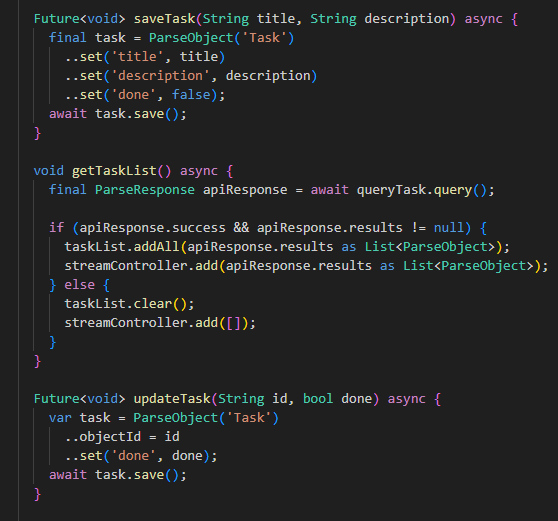 Future<void> saveTask(String title, String description) async {
  final task = ParseObject('Task')
    ..set('title', title)
    ..set('description', description)
    ..set('done', false);
  await task.save();
}

void getTaskList() async {
  final ParseResponse apiResponse = await queryTask.query();

  if (apiResponse.success && apiResponse.results != null) {
    taskList.addAll(apiResponse.results as List<ParseObject>);
    streamController.add(apiResponse.results as List<ParseObject>);
  } else {
    taskList.clear();
    streamController.add([]);
  }
}

Future<void> updateTask(String id, bool done) async {
  var task = ParseObject('Task')
    ..objectId = id
    ..set('done', done);
  await task.save();
}